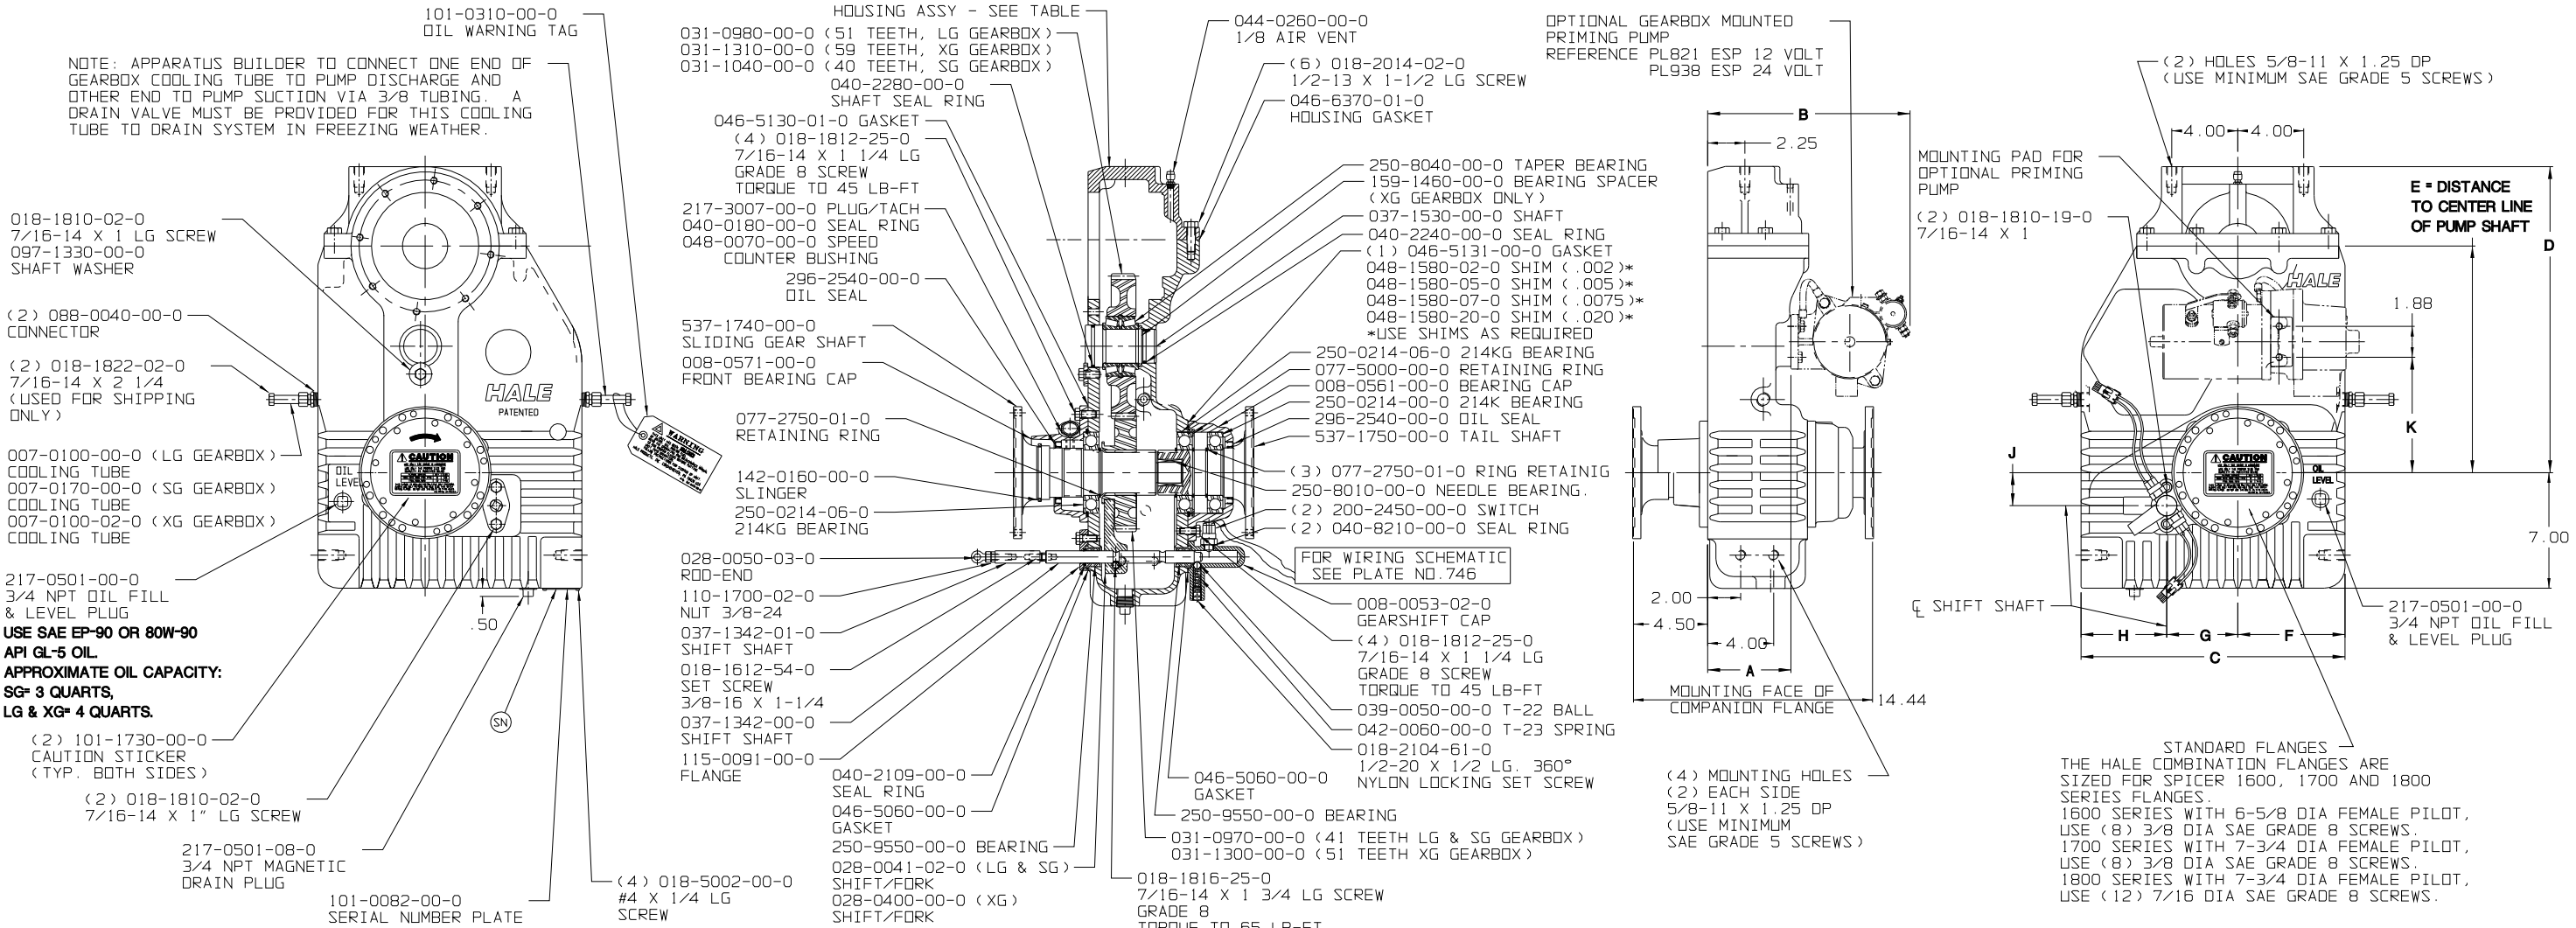 101-0310-00-0
OIL WARNING TAG
NOTE: APPARATUS BUILDER TO CONNECT ONE END OF
GEARBOX COOLING TUBE TO PUMP DISCHARGE AND
OTHER END TO PUMP SUCTION VIA 3/8 TUBING. A
DRAIN VALVE MUST BE PROVIDED FOR THIS COOLING
TUBE TO DRAIN SYSTEM IN FREEZING WEATHER.
018-1810-02-0
7/16-14 X 1 LG SCREW
097-1330-00-0
SHAFT WASHER
(2) 088-0040-00-0
CONNECTOR
(2) 018-1822-02-0
7/16-14 X 2 1/4
(USED FOR SHIPPING
ONLY)
007-0100-00-0 (LG GEARBOX)
COOLING TUBE
007-0170-00-0 (SG GEARBOX)
COOLING TUBE
007-0100-02-0 (XG GEARBOX)
COOLING TUBE
217-0501-00-0
3/4 NPT OIL FILL
& LEVEL PLUG
USE SAE EP-90 OR 80W-90
API GL-5 OIL.
APPROXIMATE OIL CAPACITY:
SG= 3 QUARTS,
LG & XG= 4 QUARTS.
(2) 101-1730-00-0
CAUTION STICKER
(TYP. BOTH SIDES)
(2) 018-1810-02-0
7/16-14 X 1" LG SCREW
217-0501-08-0
3/4 NPT MAGNETIC
DRAIN PLUG
101-0082-00-0
SERIAL NUMBER PLATE
(4) 018-5002-00-0
#4 X 1/4 LG
SCREW
HALE
PATENTED
OIL
LEVEL
CAUTION
WARNING
.50
SN
HOUSING ASSY - SEE TABLE
031-0980-00-0 (51 TEETH, LG GEARBOX)
031-1310-00-0 (59 TEETH, XG GEARBOX)
031-1040-00-0 (40 TEETH, SG GEARBOX)
040-2280-00-0
SHAFT SEAL RING
046-5130-01-0 GASKET
(4) 018-1812-25-0
7/16-14 X 1 1/4 LG
GRADE 8 SCREW
TORQUE TO 45 LB-FT
217-3007-00-0 PLUG/TACH
040-0180-00-0 SEAL RING
048-0070-00-0 SPEED
COUNTER BUSHING
296-2540-00-0
OIL SEAL
537-1740-00-0
SLIDING GEAR SHAFT
008-0571-00-0
FRONT BEARING CAP
077-2750-01-0
RETAINING RING
142-0160-00-0
SLINGER
250-0214-06-0
214KG BEARING
028-0050-03-0
ROD-END
110-1700-02-0
NUT 3/8-24
037-1342-01-0
SHIFT SHAFT
018-1612-54-0
SET SCREW
3/8-16 X 1-1/4
037-1342-00-0
SHIFT SHAFT
115-0091-00-0
FLANGE
040-2109-00-0
SEAL RING
046-5060-00-0
GASKET
250-9550-00-0 BEARING
028-0041-02-0 (LG & SG)
SHIFT/FORK
028-0400-00-0 (XG)
SHIFT/FORK
044-0260-00-0
1/8 AIR VENT
(6) 018-2014-02-0
1/2-13 X 1-1/2 LG SCREW
046-6370-01-0
HOUSING GASKET
250-8040-00-0 TAPER BEARING
159-1460-00-0 BEARING SPACER
(XG GEARBOX ONLY)
037-1530-00-0 SHAFT
040-2240-00-0 SEAL RING
(1) 046-5131-00-0 GASKET
048-1580-02-0 SHIM (.002)*
048-1580-05-0 SHIM (.005)*
048-1580-07-0 SHIM (.0075)*
048-1580-20-0 SHIM (.020)*
*USE SHIMS AS REQUIRED
250-0214-06-0 214KG BEARING
077-5000-00-0 RETAINING RING
008-0561-00-0 BEARING CAP
250-0214-00-0 214K BEARING
296-2540-00-0 OIL SEAL
537-1750-00-0 TAIL SHAFT
(3) 077-2750-01-0 RING RETAINIG
250-8010-00-0 NEEDLE BEARING.
(2) 200-2450-00-0 SWITCH
(2) 040-8210-00-0 SEAL RING
FOR WIRING SCHEMATIC
SEE PLATE NO.746
008-0053-02-0
GEARSHIFT CAP
(4) 018-1812-25-0
7/16-14 X 1 1/4 LG
GRADE 8 SCREW
TORQUE TO 45 LB-FT
039-0050-00-0 T-22 BALL
042-0060-00-0 T-23 SPRING
018-2104-61-0
1/2-20 X 1/2 LG. 360°
NYLON LOCKING SET SCREW
046-5060-00-0
GASKET
250-9550-00-0 BEARING
031-0970-00-0 (41 TEETH LG & SG GEARBOX)
031-1300-00-0 (51 TEETH XG GEARBOX)
018-1816-25-0
7/16-14 X 1 3/4 LG SCREW
GRADE 8
TORQUE TO 65 LB-FT
OPTIONAL GEARBOX MOUNTED
PRIMING PUMP
REFERENCE PL821 ESP 12 VOLT
PL938 ESP 24 VOLT
B
2.25
2.00
4.50
4.00
A
MOUNTING FACE OF
COMPANION FLANGE
14.44
(4) MOUNTING HOLES
(2) EACH SIDE
5/8-11 X 1.25 DP
(USE MINIMUM
SAE GRADE 5 SCREWS)
(2) HOLES 5/8-11 X 1.25 DP
(USE MINIMUM SAE GRADE 5 SCREWS)
4.00
4.00
MOUNTING PAD FOR
OPTIONAL PRIMING
PUMP
(2) 018-1810-19-0
7/16-14 X 1
E = DISTANCE
TO CENTER LINE
OF PUMP SHAFT
D
HALE
1.88
K
J
CAUTION
OIL
LEVEL
7.00
℄ SHIFT SHAFT
H
G
F
C
217-0501-00-0
3/4 NPT OIL FILL
& LEVEL PLUG
STANDARD FLANGES
THE HALE COMBINATION FLANGES ARE
SIZED FOR SPICER 1600, 1700 AND 1800
SERIES FLANGES.
1600 SERIES WITH 6-5/8 DIA FEMALE PILOT,
USE (8) 3/8 DIA SAE GRADE 8 SCREWS.
1700 SERIES WITH 7-3/4 DIA FEMALE PILOT,
USE (8) 3/8 DIA SAE GRADE 8 SCREWS.
1800 SERIES WITH 7-3/4 DIA FEMALE PILOT,
USE (12) 7/16 DIA SAE GRADE 8 SCREWS.